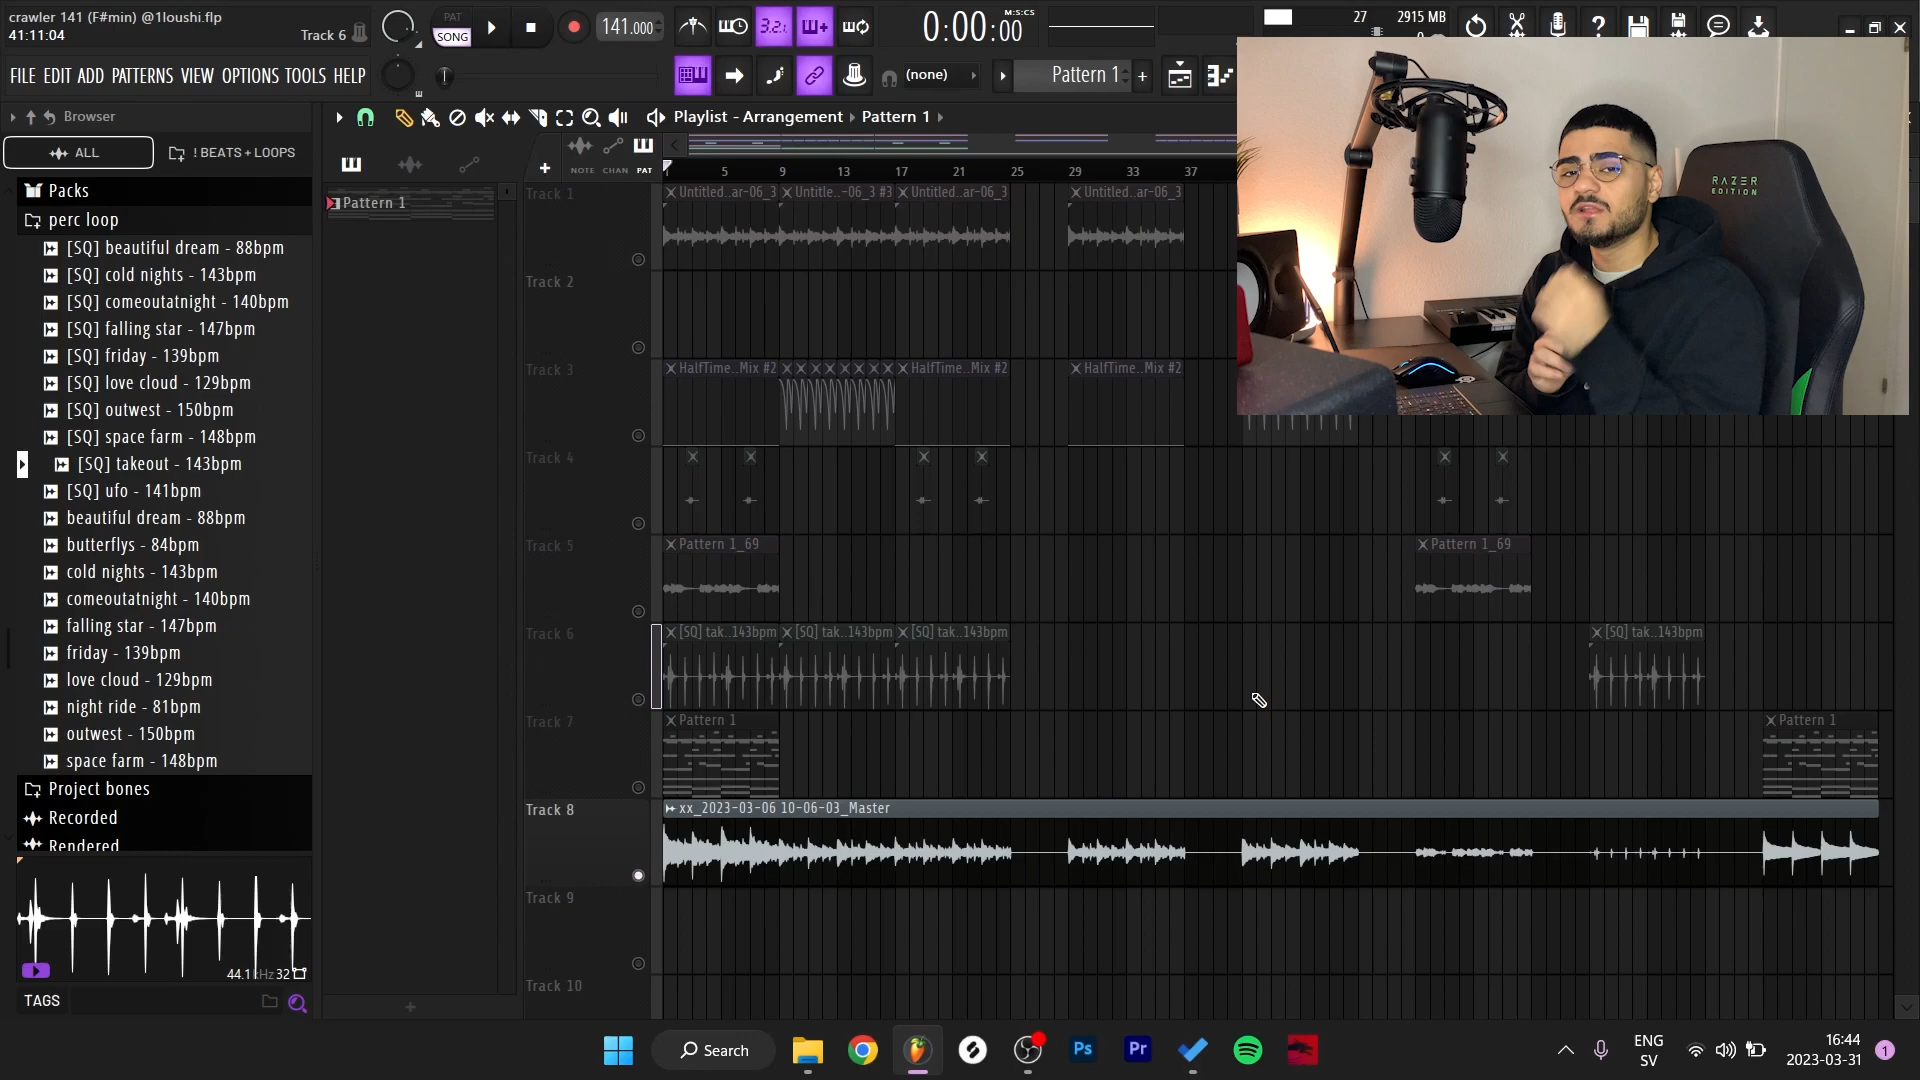 crawler 141 (F#min) @1loushi.flp
41:11:04
Track 6
PAT
SONG
141.000
3.2.
0:00:00
M:S:CS
27
2915 MB
0
FILE EDIT ADD PATTERNS VIEW OPTIONS TOOLS HELP
(none)
Pattern 1
Browser
ALL
! BEATS + LOOPS
Packs
perc loop
[SQ] beautiful dream - 88bpm
[SQ] cold nights - 143bpm
[SQ] comeoutatnight - 140bpm
[SQ] falling star - 147bpm
[SQ] friday - 139bpm
[SQ] love cloud - 129bpm
[SQ] outwest - 150bpm
[SQ] space farm - 148bpm
[SQ] takeout - 143bpm
[SQ] ufo - 141bpm
beautiful dream - 88bpm
butterflys - 84bpm
cold nights - 143bpm
comeoutatnight - 140bpm
falling star - 147bpm
friday - 139bpm
love cloud - 129bpm
night ride - 81bpm
outwest - 150bpm
space farm - 148bpm
Project bones
Recorded
Rendered
44.1 kHz 32
TAGS
Pattern 1
Playlist - Arrangement
Pattern 1
NOTE CHAN PAT
5 9 13 17 21 25 29 33 37
Track 1
Untitled..ar-06_3
Untitle..-06_3 #3
Untitled..ar-06_3
Untitled..ar-06_3
Track 2
Track 3
HalfTime..Mix #2
HalfTime..Mix #2
HalfTime..Mix #2
Track 4
Track 5
Pattern 1_69
Pattern 1_69
Track 6
[SQ] tak..143bpm
[SQ] tak..143bpm
[SQ] tak..143bpm
[SQ] tak..143bpm
Track 7
Pattern 1
Pattern 1
Track 8
xx_2023-03-06 10-06-03_Master
Track 9
Track 10
RAZER
EDITION
Search
Ps
Pr
ENG
SV
16:44
2023-03-31
1